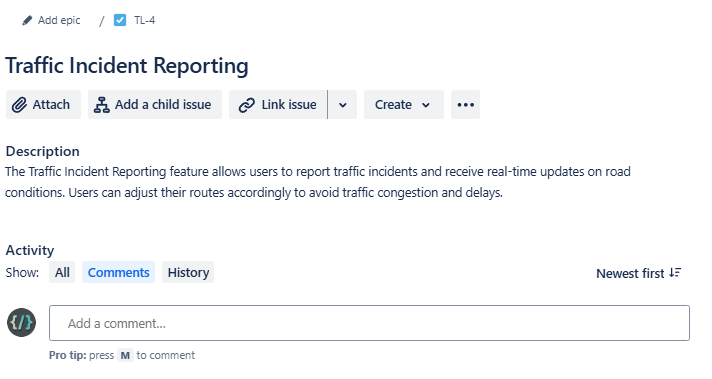 Add epic / TL-4
Traffic Incident Reporting
Attach Add a child issue Link issue Create
Description
The Traffic Incident Reporting feature allows users to report traffic incidents and receive real-time updates on road
conditions. Users can adjust their routes accordingly to avoid traffic congestion and delays.
Activity
Show: All Comments History Newest first
{/} Add a comment...
Pro tip: press M to comment